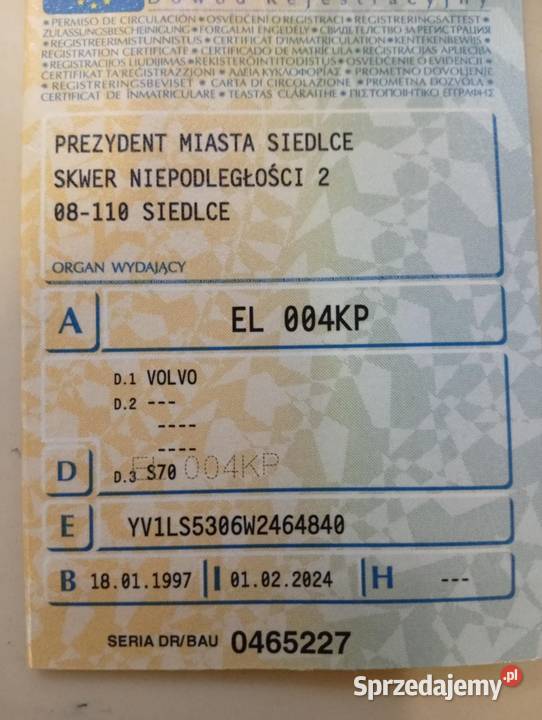 Dowód Rejestracyjny
• PERMISO DE CIRCULACIÓN • OSVĚDČENÍ O REGISTRACI • REGISTRERINGSATTEST •
ZULASSUNGSBESCHEINIGUNG • FORGALMI ENGEDÉLY • СВИДЕТЕЛСТВО ЗА РЕГИСТРАЦИЯ
• REGISTREERIMISTUNNISTUS • CERTIFICAT D'IMMATRICULATION • KENTEKENBEWIJS •
REGISTRATION CERTIFICATE • CERTIFICADO DE MATRÍCULA • REĢISTRĀCIJAS APLIECĪBA
• REGISTRACIJOS LIUDIJIMAS • REKISTERÖINTITODISTUS • OSVEDČENIE O EVIDENCII •
ĊERTIFIKAT TA'REĠISTRAZZJONI • ΑΔΕΙΑ ΚΥΚΛΟΦΟΡΙΑΣ • PROMETNO DOVOLJENJE
• REGISTRERINGSBEVISET • CARTA DI CIRCOLAZIONE • PROMETNA DOZVOLA •
CERTIFICAT DE ÎNMATRICULARE • TEASTAS CLÁRAITHE • ΠΙΣΤΟΠΟΙΗΤΙΚΟ ΕΓΓΡΑΦΗΣ
PREZYDENT MIASTA SIEDLCE
SKWER NIEPODLEGŁOŚCI 2
08-110 SIEDLCE
ORGAN WYDAJĄCY
A EL 004KP
D.1 VOLVO
D.2 ---
----
----
D D.3 S70 EL 004KP
E YV1LS5306W2464840
B 18.01.1997 I 01.02.2024 H ---
SERIA DR/BAU 0465227
Sprzedajemy.pl